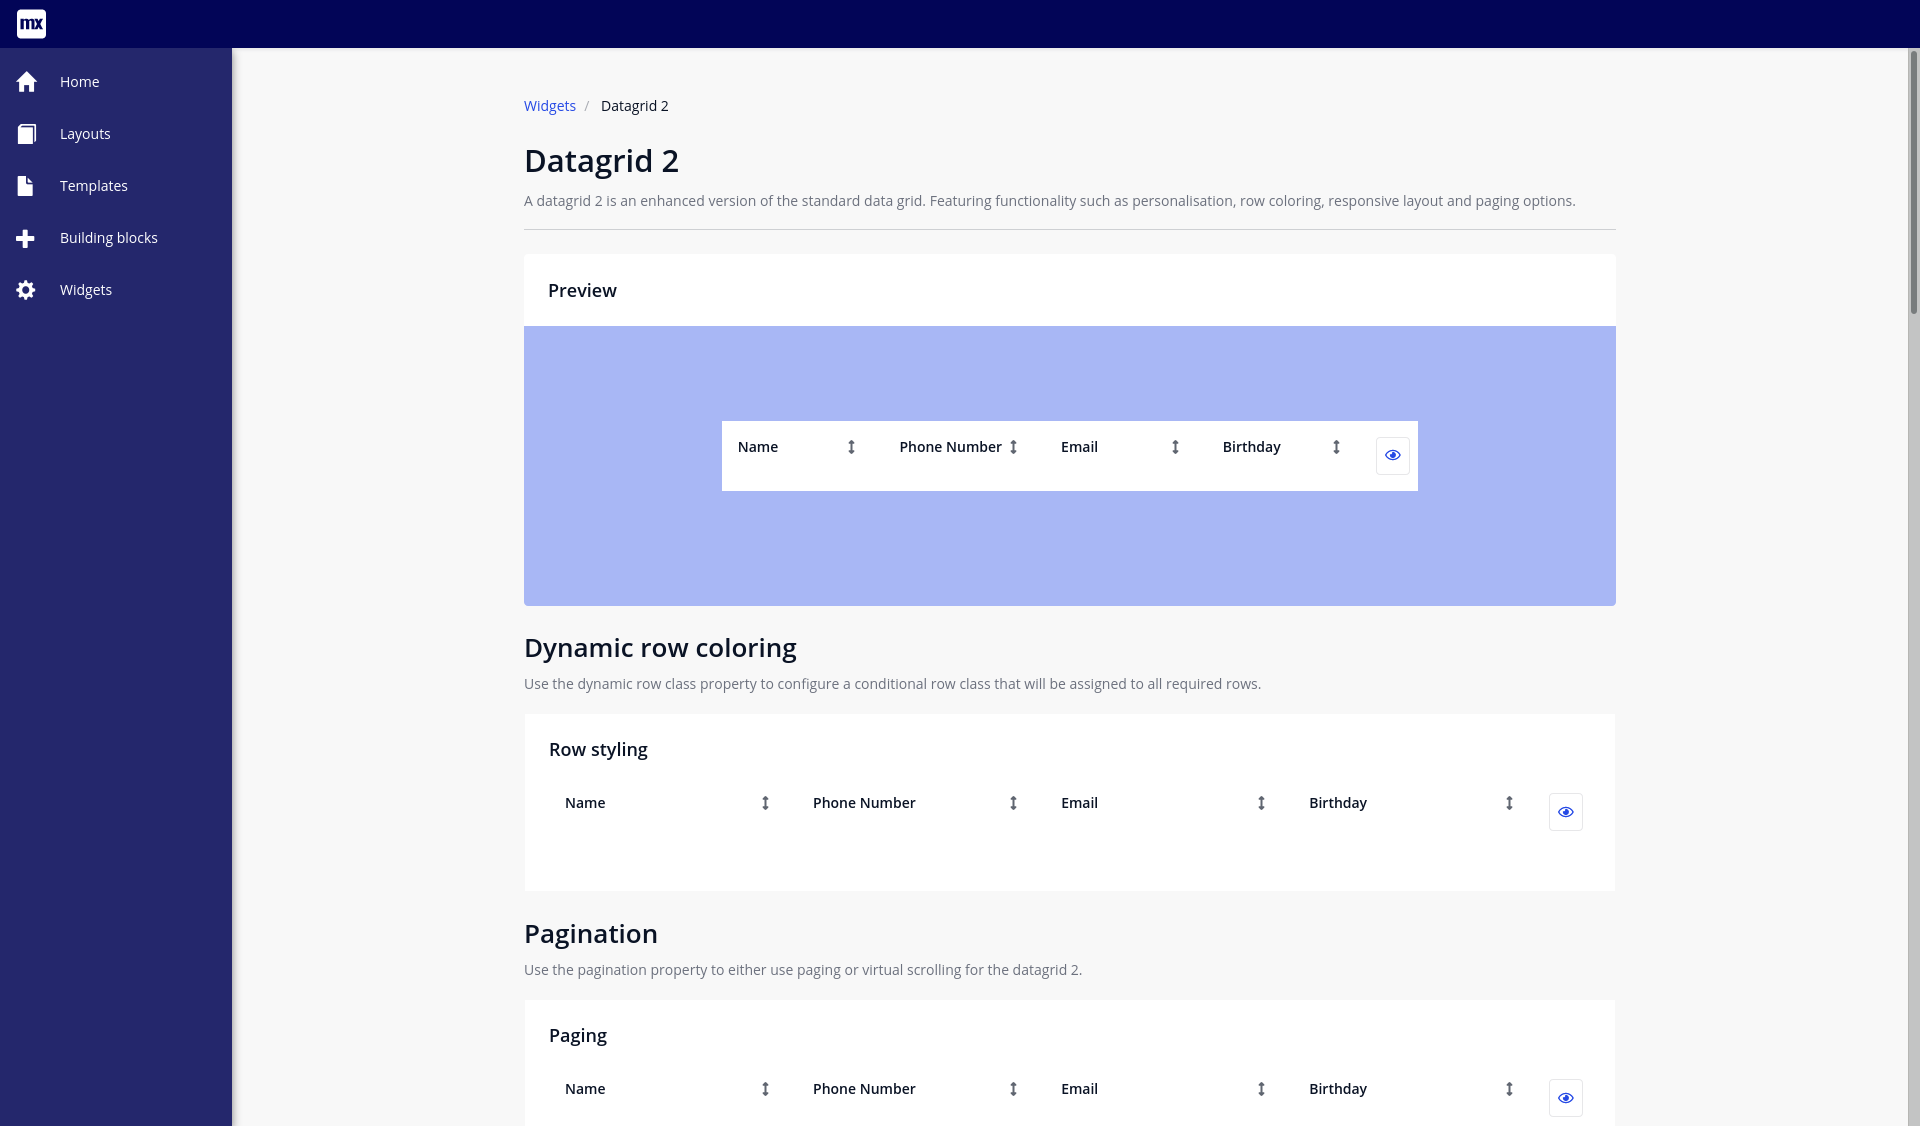 mx
Home
Layouts
Templates
Building blocks
Widgets
Widgets / Datagrid 2
Datagrid 2
A datagrid 2 is an enhanced version of the standard data grid. Featuring functionality such as personalisation, row coloring, responsive layout and paging options.
Preview
Name Phone Number Email Birthday
Dynamic row coloring
Use the dynamic row class property to configure a conditional row class that will be assigned to all required rows.
Row styling
Name Phone Number Email Birthday
Pagination
Use the pagination property to either use paging or virtual scrolling for the datagrid 2.
Paging
Name Phone Number Email Birthday